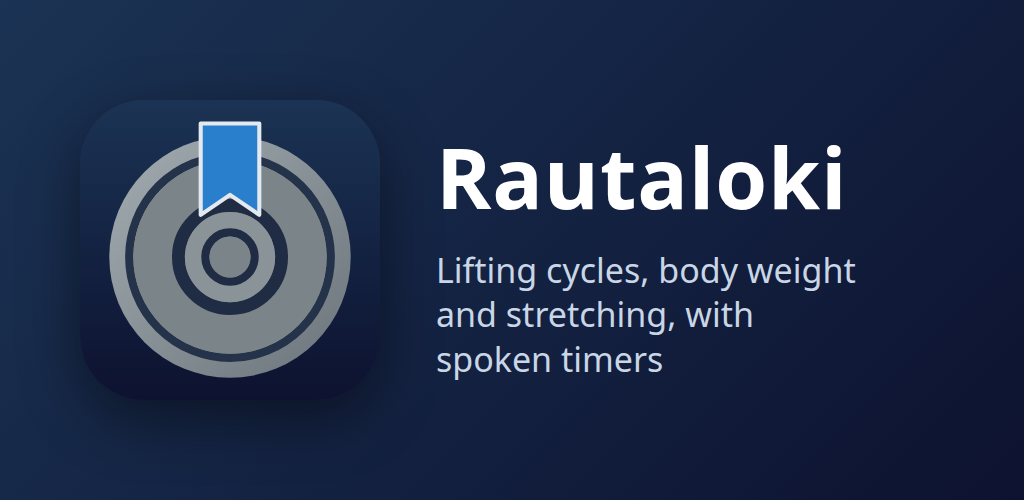 Rautaloki
Lifting cycles, body weight
and stretching, with
spoken timers